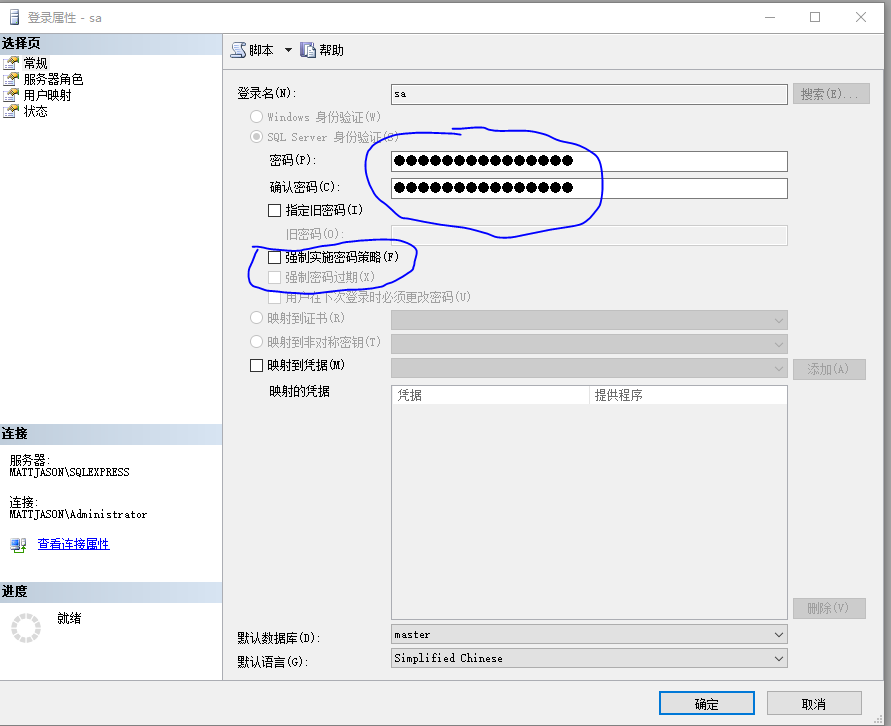 登录属性 - sa
选择页
常规
服务器角色
用户映射
状态
连接
服务器:
MATTJASON\SQLEXPRESS
连接:
MATTJASON\Administrator
查看连接属性
进度
就绪
脚本 帮助
登录名(N): sa 搜索(E)...
Windows 身份验证(W)
SQL Server 身份验证(S)
密码(P): ●●●●●●●●●●●●●●●
确认密码(C): ●●●●●●●●●●●●●●●
指定旧密码(I)
旧密码(O):
强制实施密码策略(F)
强制密码过期(X)
用户在下次登录时必须更改密码(U)
映射到证书(R)
映射到非对称密钥(T)
映射到凭据(M) 添加(A)
映射的凭据 凭据 提供程序
删除(V)
默认数据库(D): master
默认语言(G): Simplified Chinese
确定 取消